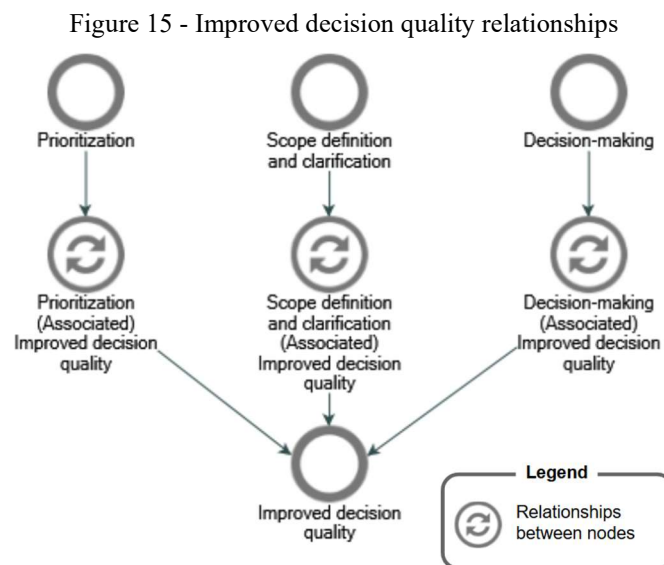 Figure 15 - Improved decision quality relationships
Prioritization
Scope definition
and clarification
Decision-making
Prioritization
(Associated)
Improved decision
quality
Scope definition
and clarification
(Associated)
Improved decision
quality
Decision-making
(Associated)
Improved decision
quality
Improved decision
quality
Legend
Relationships
between nodes